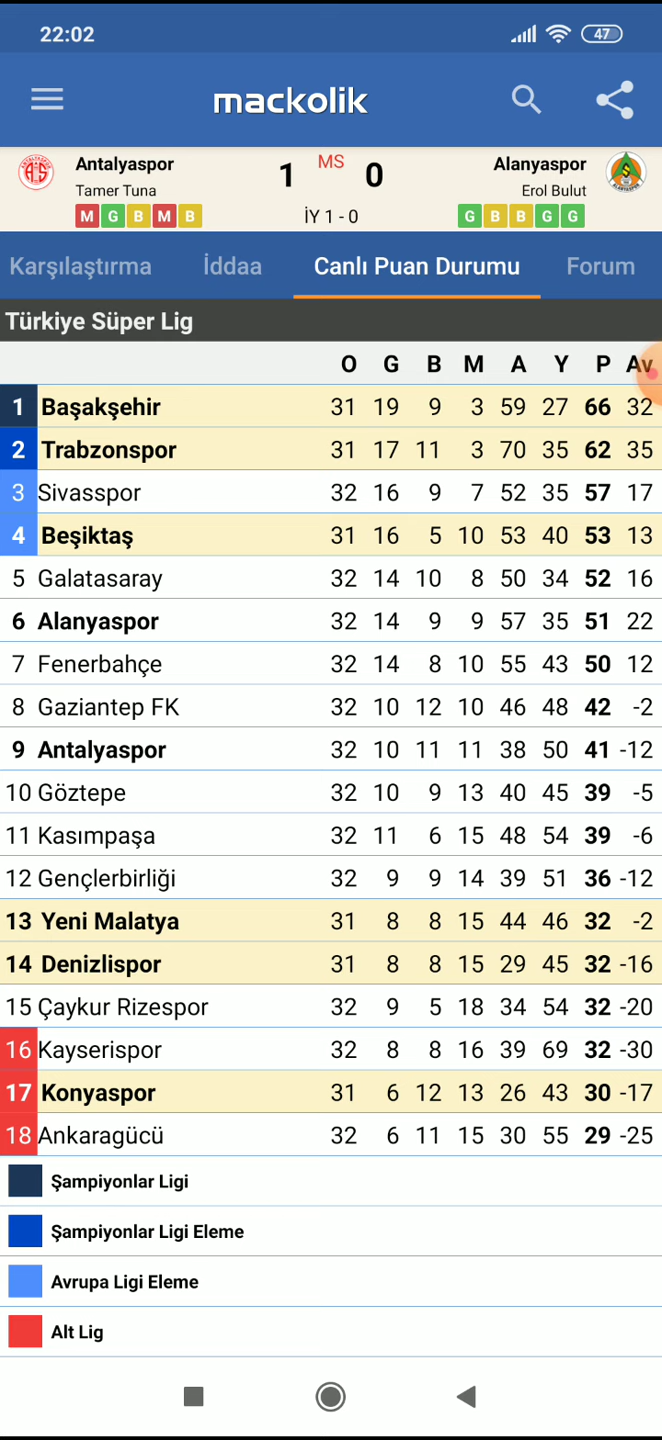 22:02 47
mackolik
Antalyaspor 1 MS 0 Alanyaspor
Tamer Tuna Erol Bulut
M G B M B İY 1 - 0 G B B G G
Karşılaştırma İddaa Canlı Puan Durumu Forum
Türkiye Süper Lig
O G B M A Y P Av
1 Başakşehir 31 19 9 3 59 27 66 32
2 Trabzonspor 31 17 11 3 70 35 62 35
3 Sivasspor 32 16 9 7 52 35 57 17
4 Beşiktaş 31 16 5 10 53 40 53 13
5 Galatasaray 32 14 10 8 50 34 52 16
6 Alanyaspor 32 14 9 9 57 35 51 22
7 Fenerbahçe 32 14 8 10 55 43 50 12
8 Gaziantep FK 32 10 12 10 46 48 42 -2
9 Antalyaspor 32 10 11 11 38 50 41 -12
10 Göztepe 32 10 9 13 40 45 39 -5
11 Kasımpaşa 32 11 6 15 48 54 39 -6
12 Gençlerbirliği 32 9 9 14 39 51 36 -12
13 Yeni Malatya 31 8 8 15 44 46 32 -2
14 Denizlispor 31 8 8 15 29 45 32 -16
15 Çaykur Rizespor 32 9 5 18 34 54 32 -20
16 Kayserispor 32 8 8 16 39 69 32 -30
17 Konyaspor 31 6 12 13 26 43 30 -17
18 Ankaragücü 32 6 11 15 30 55 29 -25
Şampiyonlar Ligi
Şampiyonlar Ligi Eleme
Avrupa Ligi Eleme
Alt Lig